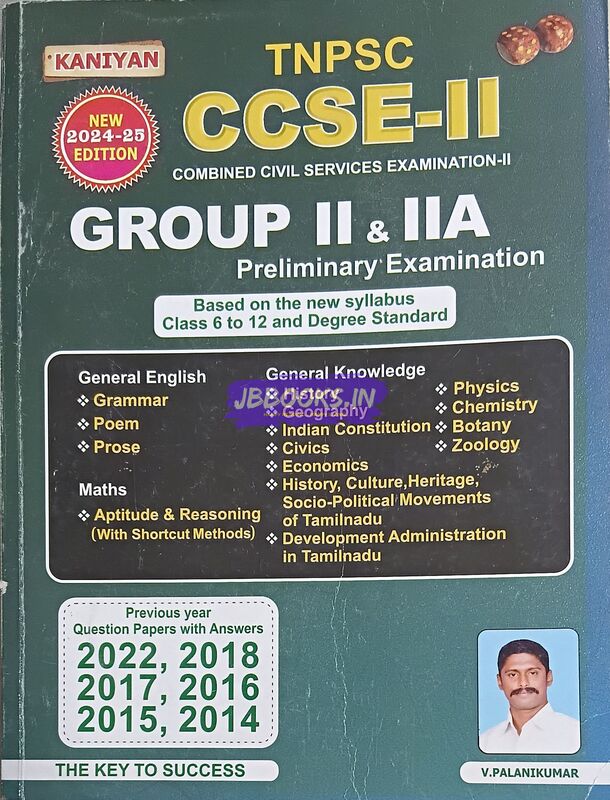 KANIYAN
TNPSC
CCSE-II
NEW
2024-25
EDITION
COMBINED CIVIL SERVICES EXAMINATION-II
GROUP II & IIA
Preliminary Examination
Based on the new syllabus
Class 6 to 12 and Degree Standard
General English
❖ Grammar
❖ Poem
❖ Prose
Maths
❖ Aptitude & Reasoning
(With Shortcut Methods)
General Knowledge
❖ History
❖ Geography
❖ Indian Constitution
❖ Civics
❖ Economics
❖ History, Culture,Heritage,
Socio-Political Movements
of Tamilnadu
❖ Development Administration
in Tamilnadu
❖ Physics
❖ Chemistry
❖ Botany
❖ Zoology
JBBOOKS.IN
Previous year
Question Papers with Answers
2022, 2018
2017, 2016
2015, 2014
THE KEY TO SUCCESS
V.PALANIKUMAR